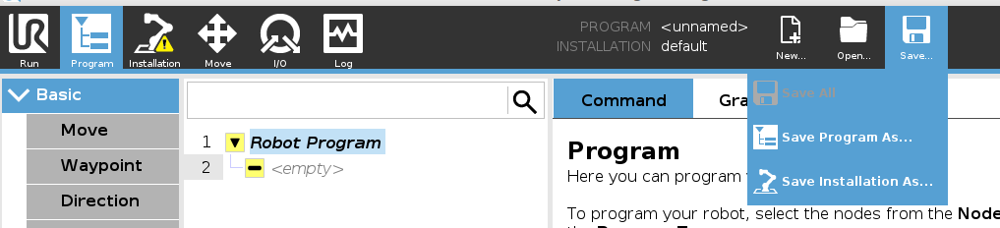 PROGRAM <unnamed>
INSTALLATION default
UR
Run Program Installation Move I/O Log New... Open... Save...
Basic
Move
Waypoint
Direction
1 Robot Program
2 <empty>
Command Gra
Save All
Save Program As...
Save Installation As...
Program
Here you can program
To program your robot, select the nodes from the Node